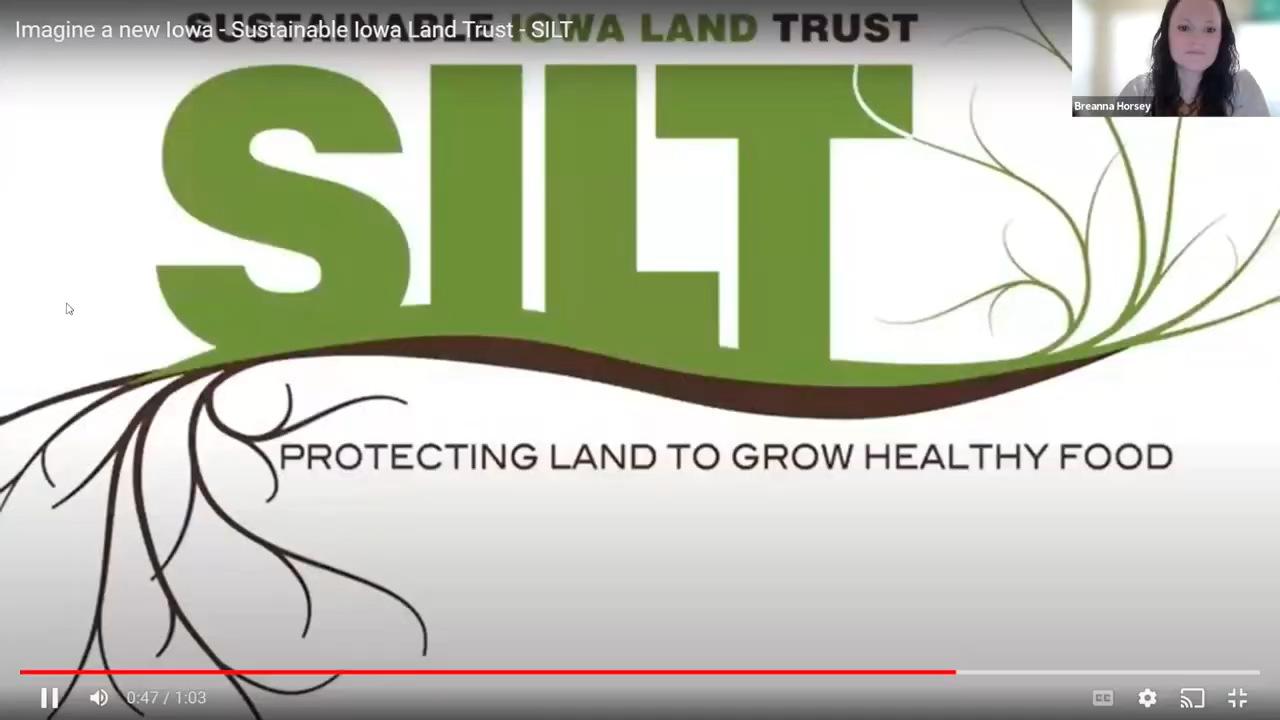 Imagine a new Iowa - Sustainable Iowa Land Trust - SILT
SUSTAINABLE IOWA LAND TRUST
Breanna Horsey
SILT
PROTECTING LAND TO GROW HEALTHY FOOD
0:47 / 1:03
CC